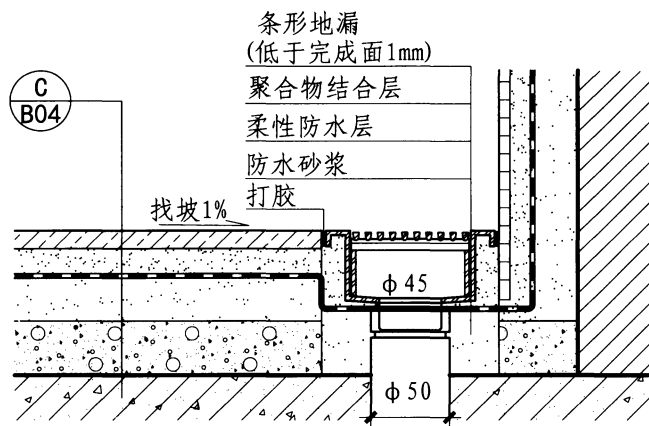 条形地漏
(低于完成面1mm)
聚合物结合层
柔性防水层
防水砂浆
打胶
C
B04
找坡1%
ф45
ф50